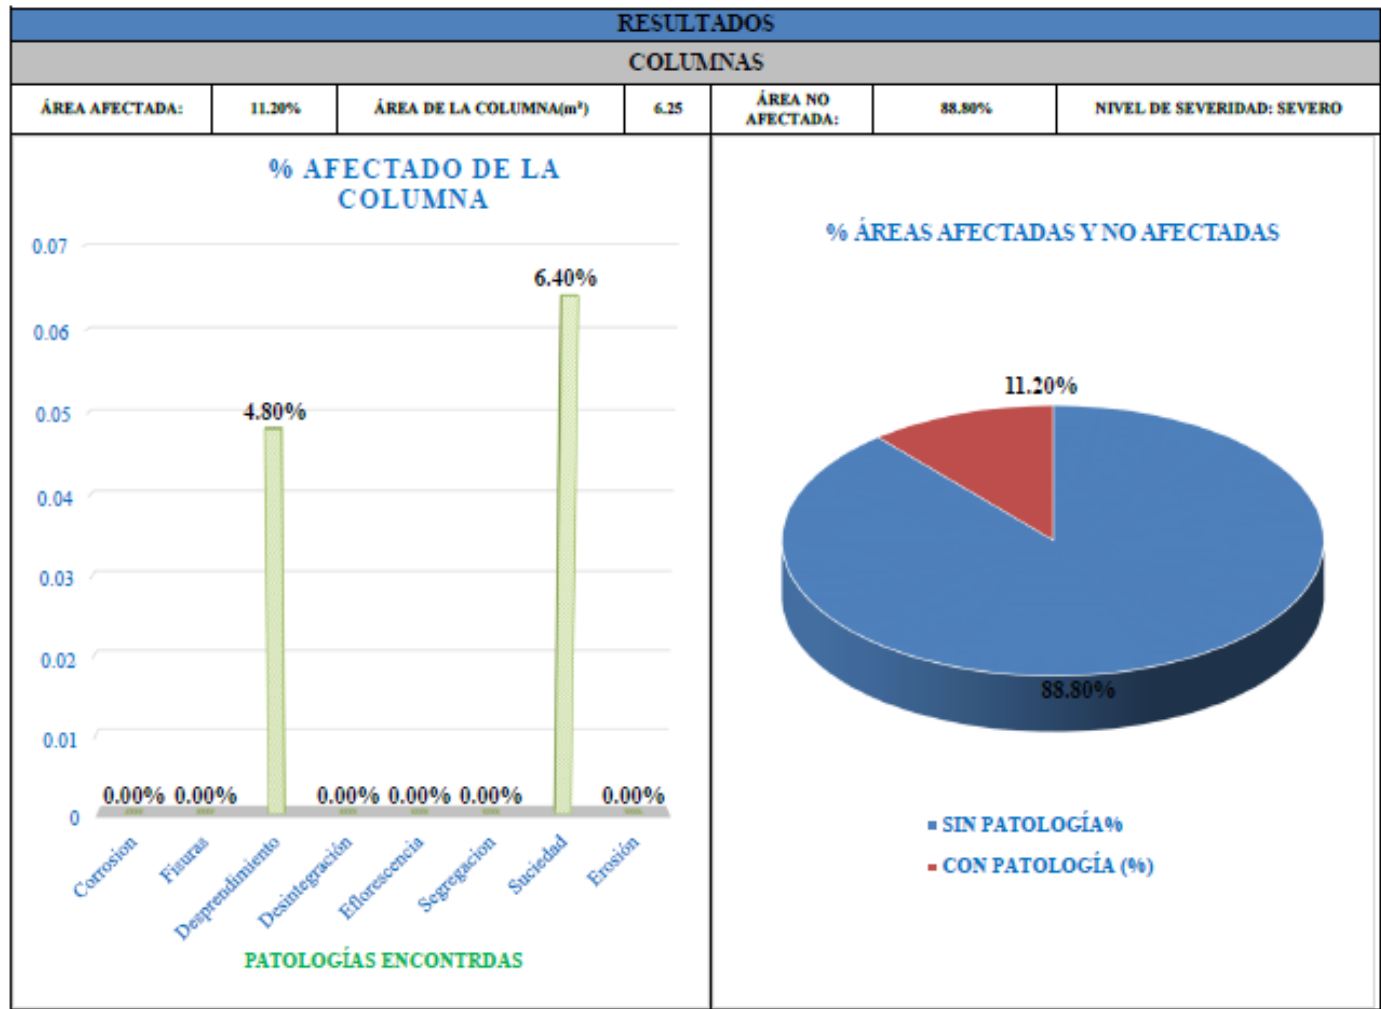 RESULTADOS
COLUMNAS
ÁREA AFECTADA:
11.20%
ÁREA DE LA COLUMNA(m²)
6.25
ÁREA NO
AFECTADA:
88.80%
NIVEL DE SEVERIDAD: SEVERO
% AFECTADO DE LA
COLUMNA
0.07
0.06
0.05
0.04
0.03
0.02
0.01
0
0.00%
0.00%
4.80%
0.00%
0.00%
0.00%
6.40%
0.00%
Corrosion
Fisuras
Desprendimiento
Desintegración
Eflorescencia
Segregacion
Suciedad
Erosión
PATOLOGÍAS ENCONTRDAS
% ÁREAS AFECTADAS Y NO AFECTADAS
11.20%
88.80%
SIN PATOLOGÍA%
CON PATOLOGÍA (%)